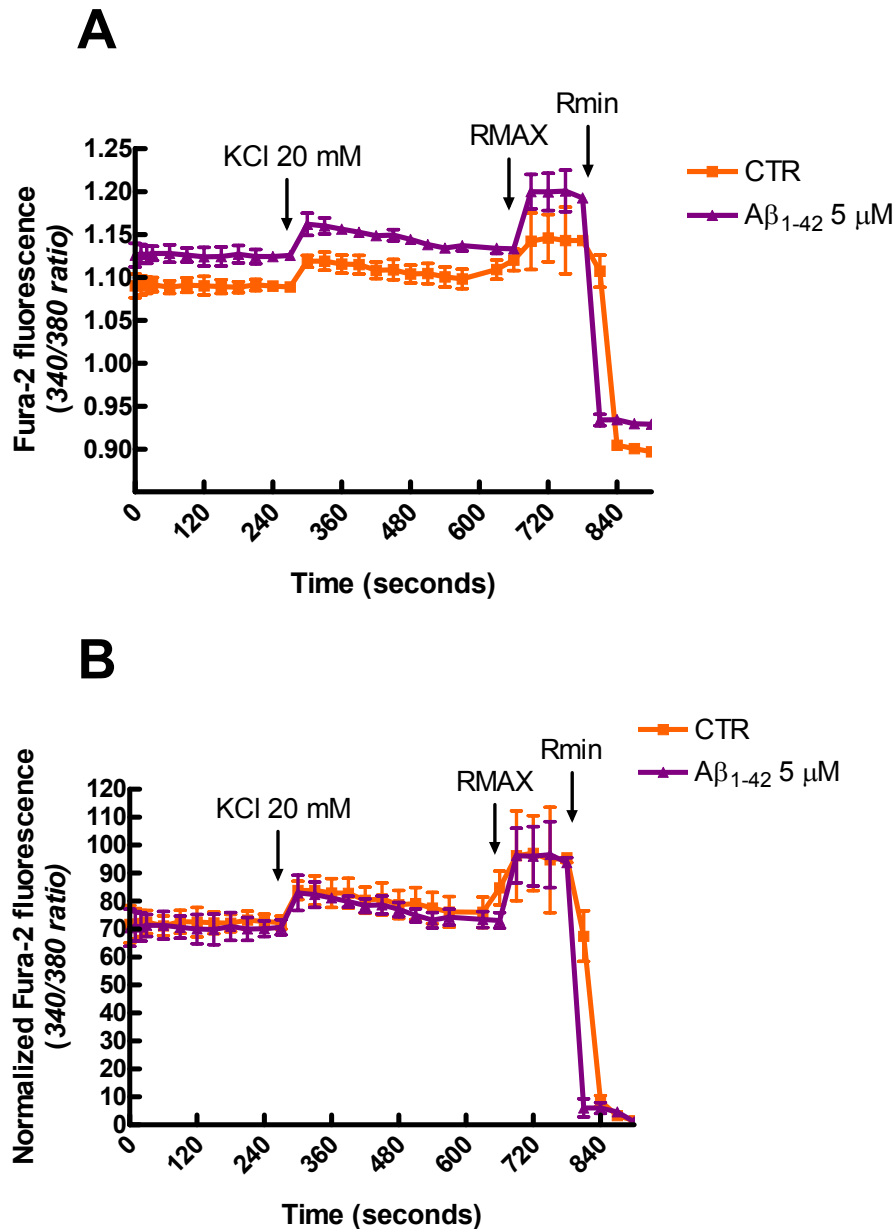 A
Rmin
RMAX
KCl 20 mM
CTR
Aβ1-42 5 μM
1.25
1.20
1.15
1.10
1.05
1.00
0.95
0.90
Fura-2 fluorescence
(340/380 ratio)
0
120
240
360
480
600
720
840
Time (seconds)
B
CTR
Aβ1-42 5 μM
Rmin
RMAX
KCl 20 mM
120
110
100
90
80
70
60
50
40
30
20
10
0
Normalized Fura-2 fluorescence
(340/380 ratio)
0
120
240
360
480
600
720
840
Time (seconds)